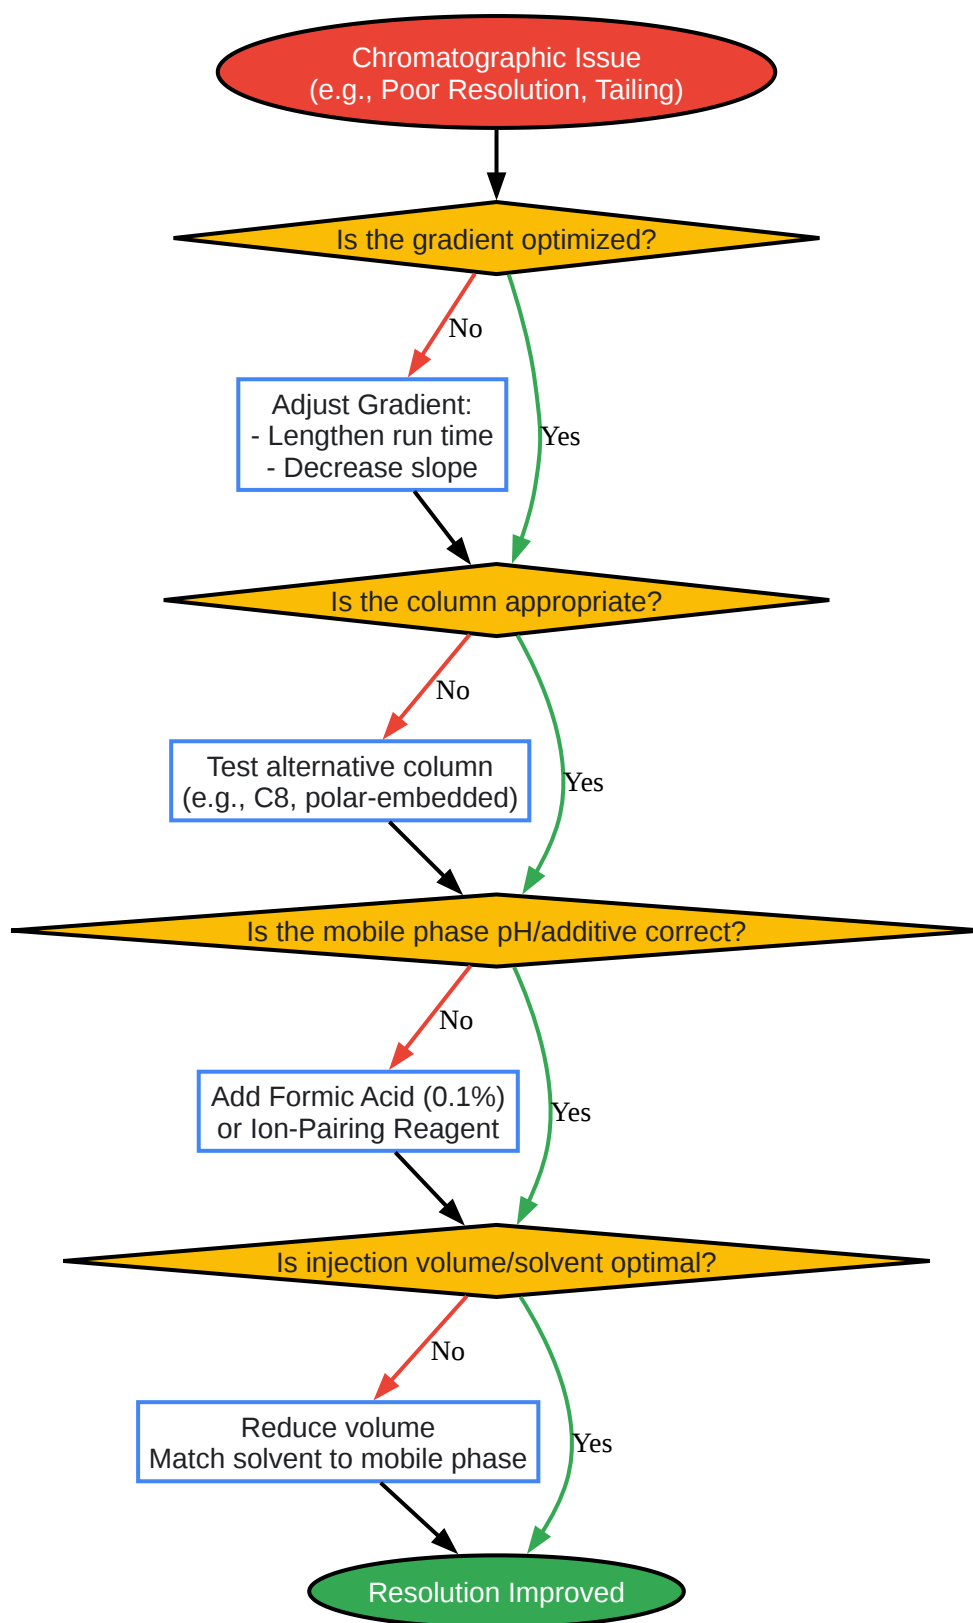 Chromatographic Issue
(e.g., Poor Resolution, Tailing)
Is the gradient optimized?
No
Adjust Gradient:
- Lengthen run time
- Decrease slope
Yes
Is the column appropriate?
No
Test alternative column
(e.g., C8, polar-embedded)
Yes
Is the mobile phase pH/additive correct?
No
Add Formic Acid (0.1%)
or Ion-Pairing Reagent
Yes
Is injection volume/solvent optimal?
No
Reduce volume
Match solvent to mobile phase
Yes
Resolution Improved